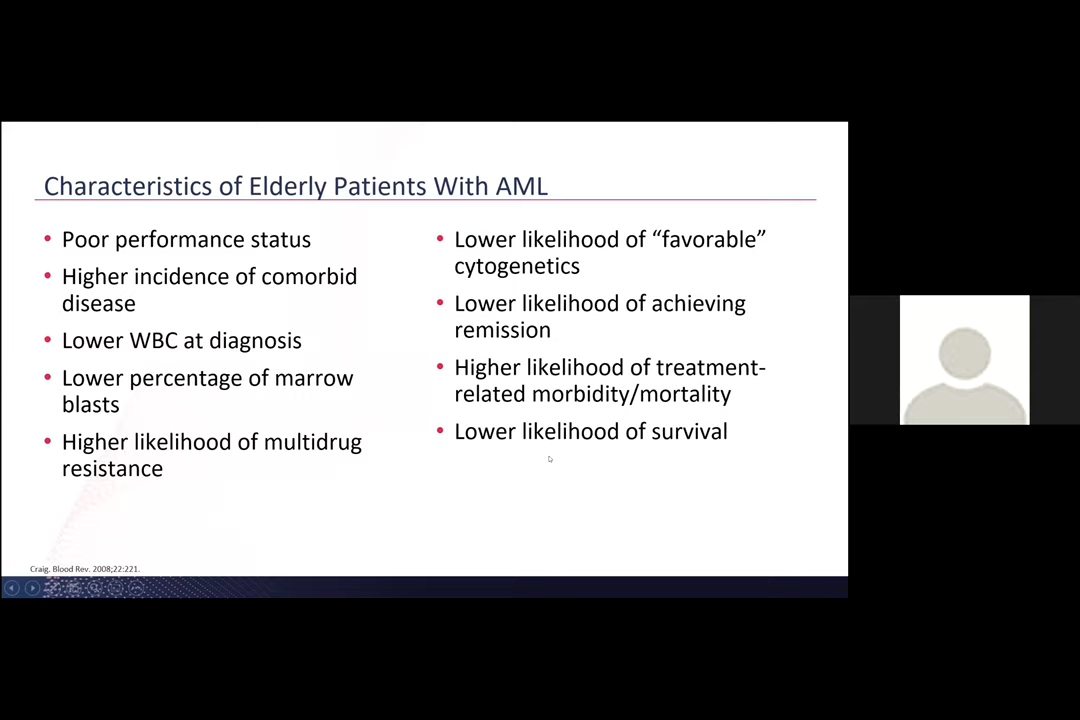 Characteristics of Elderly Patients With AML
• Poor performance status
• Higher incidence of comorbid
disease
• Lower WBC at diagnosis
• Lower percentage of marrow
blasts
• Higher likelihood of multidrug
resistance
• Lower likelihood of “favorable”
cytogenetics
• Lower likelihood of achieving
remission
• Higher likelihood of treatment-
related morbidity/mortality
• Lower likelihood of survival
Craig. Blood Rev. 2008;22:221.